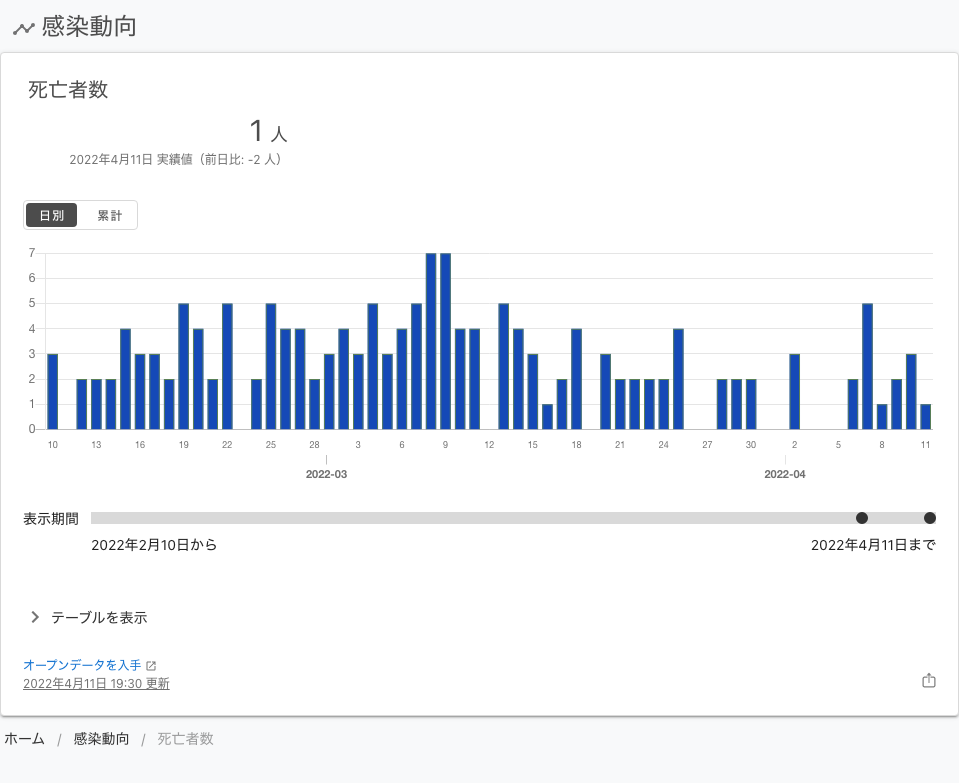 感染動向
死亡者数
1 人
2022年4月11日 実績値（前日比: -2 人）
日別 累計
7
6
5
4
3
2
1
0
10 13 16 19 22 25 28 3 6 9 12 15 18 21 24 27 30 2 5 8 11
2022-03 2022-04
表示期間
2022年2月10日から 2022年4月11日まで
テーブルを表示
オープンデータを入手
2022年4月11日 19:30 更新
ホーム / 感染動向 / 死亡者数